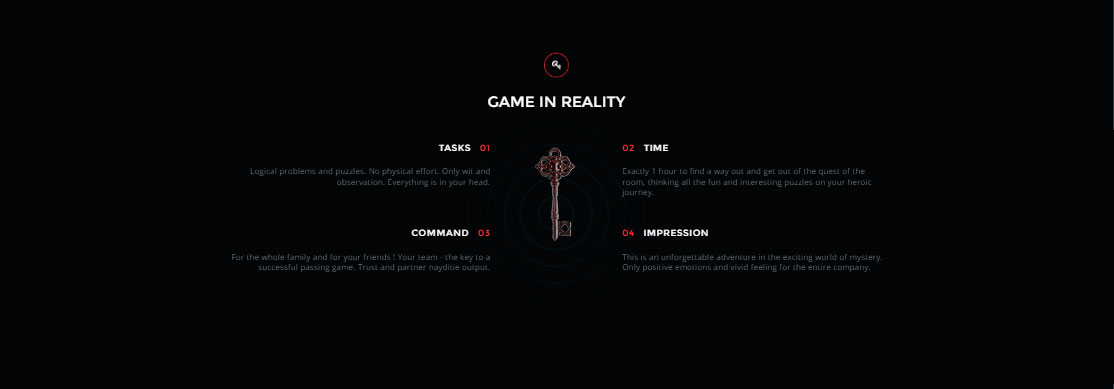 GAME IN REALITY
TASKS 01
Logical problems and puzzles. No physical effort. Only wit and
observation. Everything is in your head.
02 TIME
Exactly 1 hour to find a way out and get out of the quest of the
room, thinking all the fun and interesting puzzles on your heroic
journey.
COMMAND 03
For the whole family and for your friends ! Your team - the key to a
successful passing game. Trust and partner nayditie output.
04 IMPRESSION
This is an unforgettable adventure in the exciting world of mystery.
Only positive emotions and vivid feeling for the entire company.